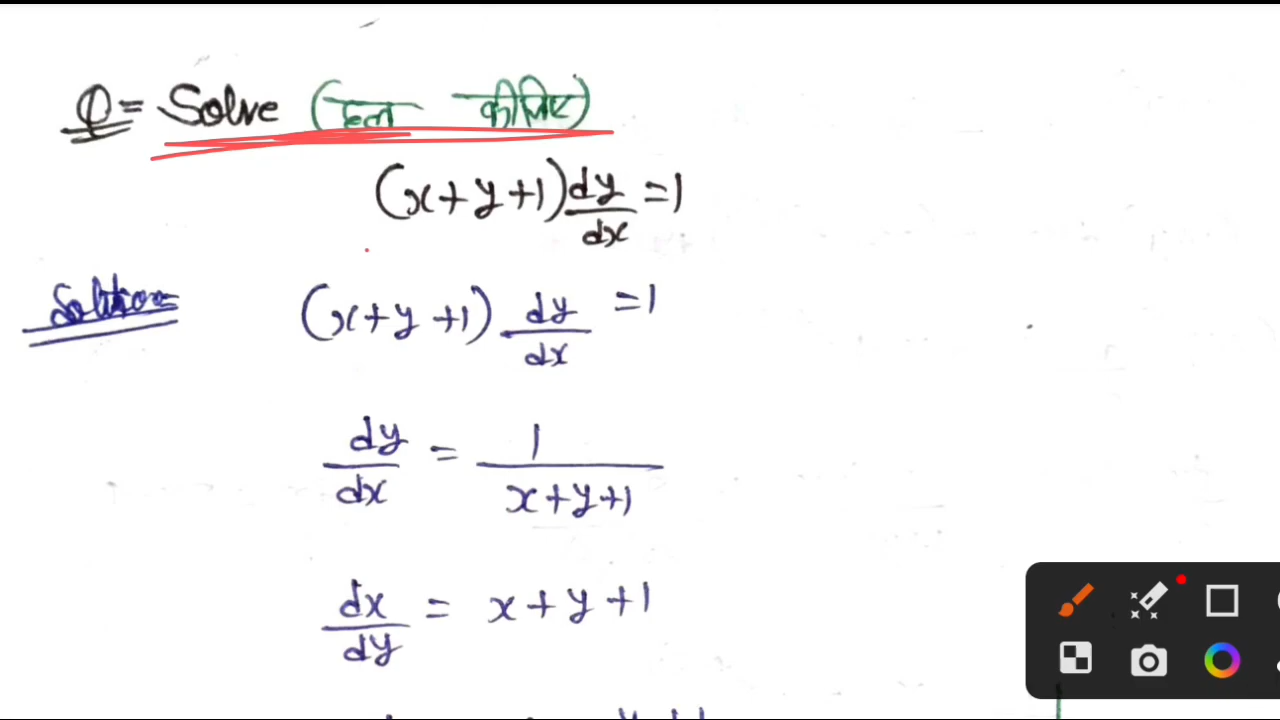 Q= Solve (हल कीजिए)
(x+y+1) dy/dx =1
Solution (x+y+1) dy/dx =1
dy/dx = 1/(x+y+1)
dx/dy = x+y+1